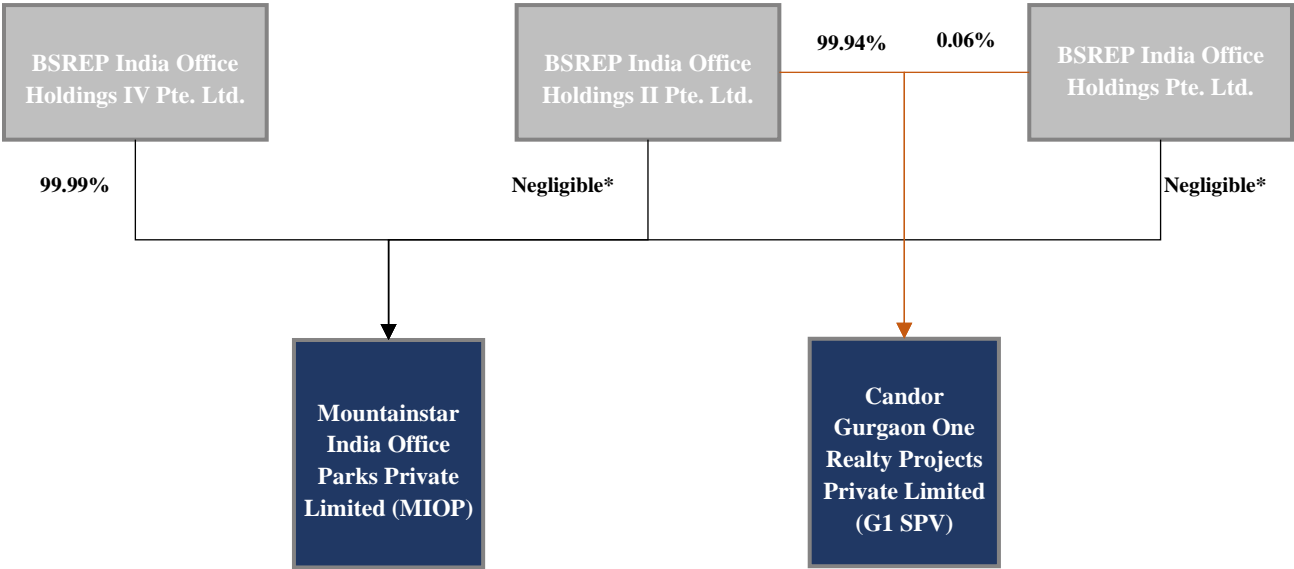 BSREP India Office
Holdings IV Pte. Ltd.
BSREP India Office
Holdings II Pte. Ltd.
99.94%
0.06%
BSREP India Office
Holdings Pte. Ltd.
99.99%
Negligible*
Negligible*
Mountainstar
India Office
Parks Private
Limited (MIOP)
Candor
Gurgaon One
Realty Projects
Private Limited
(G1 SPV)